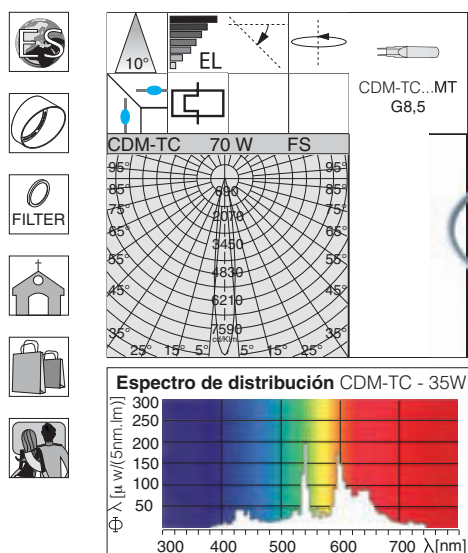 ES
FILTER
10°
EL
CDM-TC...MT
G8,5
CDM-TC 70 W FS
95° 95°
85° 85°
75° 75°
65° 65°
55° 55°
45° 45°
35° 35°
25° 15° 5° 5° 15° 25°
690
2070
3450
4830
6210
7590
cd/Klm
Espectro de distribución CDM-TC - 35W
Φ λ [µ w/(5nm.lm)]
300
250
200
150
100
50
300 400 500 600 700 λ[nm]